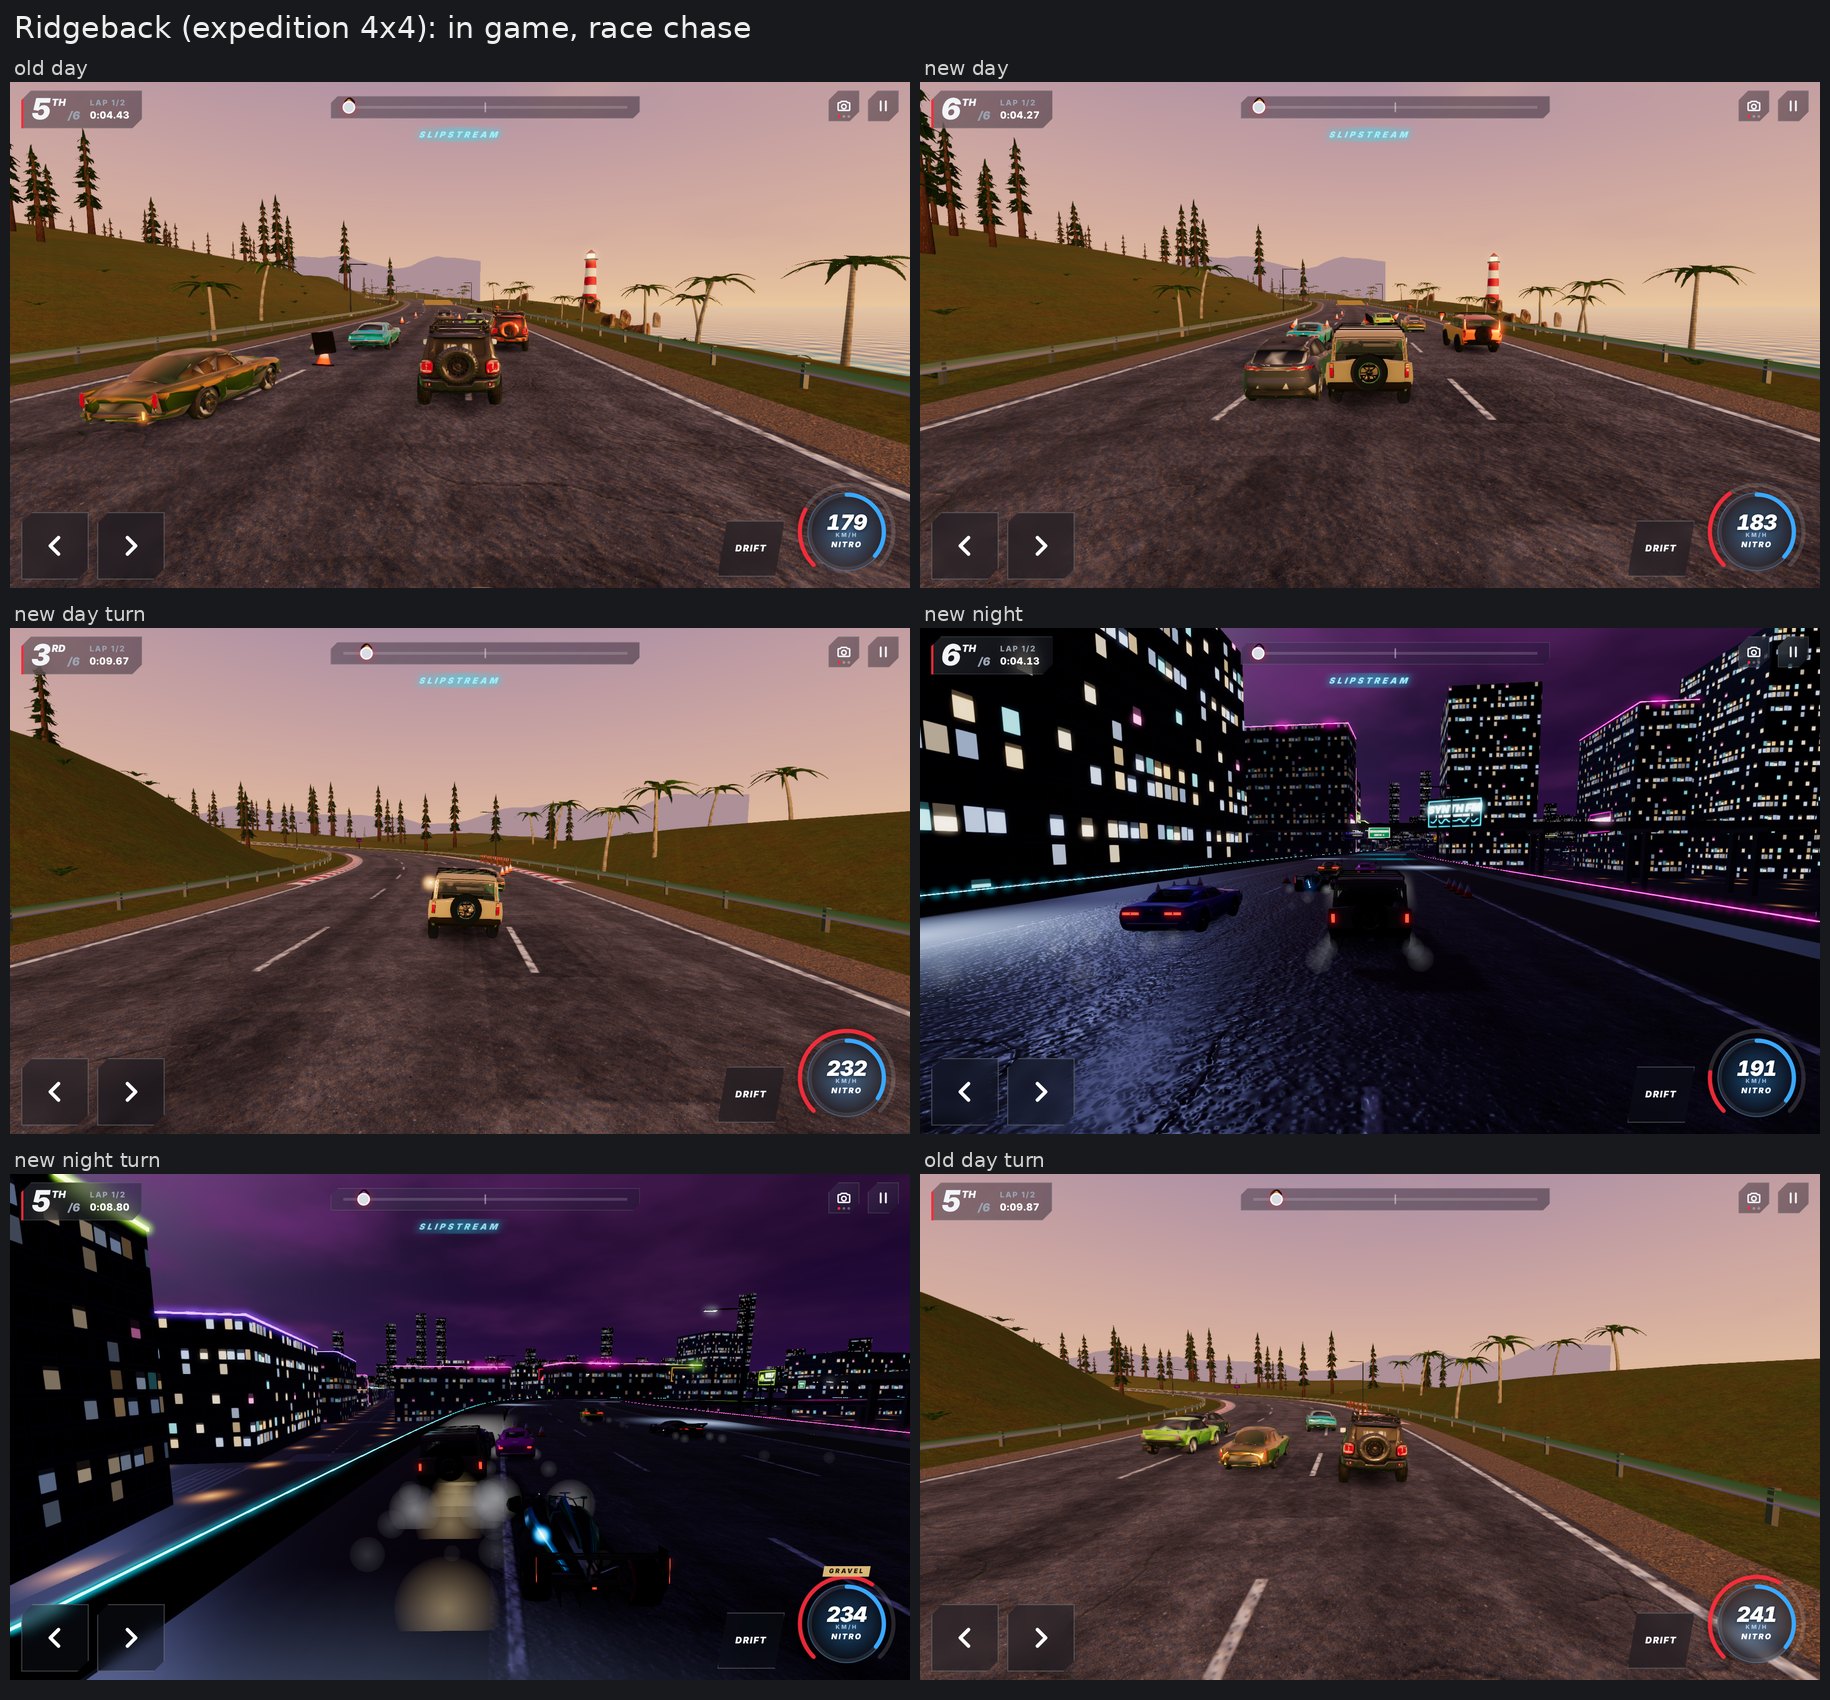 Ridgeback (expedition 4x4): in game, race chase
old day
5TH /6 LAP 1/2 0:04.43
SLIPSTREAM
179
KM/H
NITRO
DRIFT
new day
6TH /6 LAP 1/2 0:04.27
SLIPSTREAM
183
KM/H
NITRO
DRIFT
new day turn
3RD /6 LAP 1/2 0:09.67
SLIPSTREAM
232
KM/H
NITRO
DRIFT
new night
6TH /6 LAP 1/2 0:04.13
SLIPSTREAM
191
KM/H
NITRO
DRIFT
new night turn
5TH /6 LAP 1/2 0:08.80
SLIPSTREAM
GRAVEL
234
KM/H
NITRO
DRIFT
old day turn
5TH /6 LAP 1/2 0:09.87
241
KM/H
NITRO
DRIFT